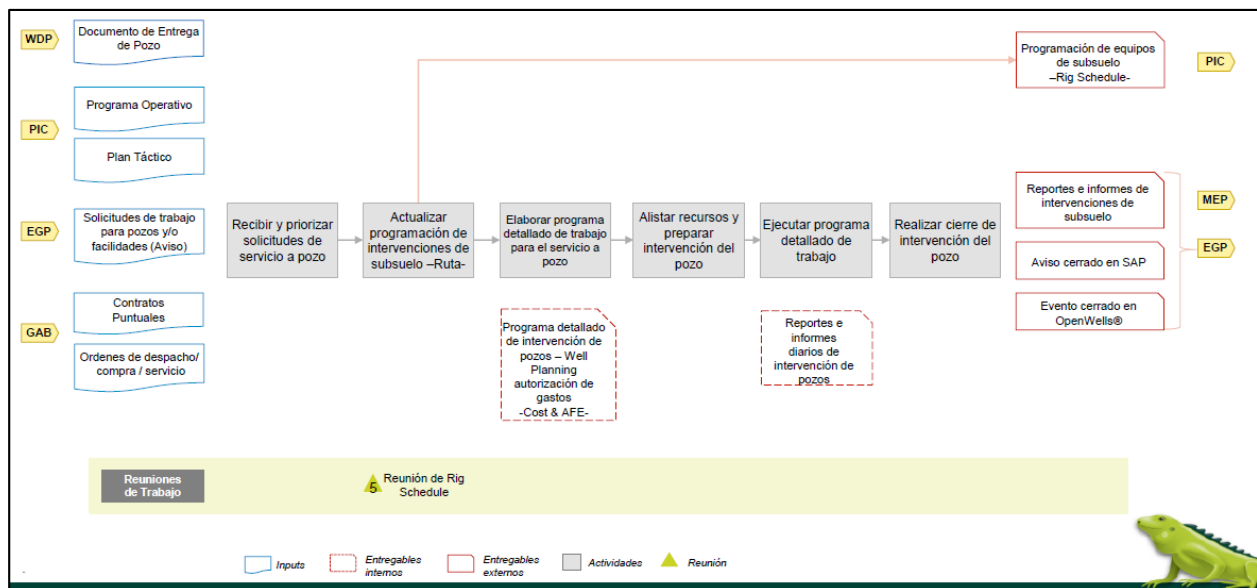 WDP
Documento de Entrega
de Pozo
PIC
Programa Operativo
Plan Táctico
EGP
Solicitudes de trabajo
para pozos y/o
facilidades (Aviso)
GAB
Contratos
Puntuales
Ordenes de despacho/
compra / servicio
Recibir y priorizar
solicitudes de
servicio a pozo
Actualizar
programación de
intervenciones de
subsuelo –Ruta-
Elaborar programa
detallado de trabajo
para el servicio a
pozo
Alistar recursos y
preparar
intervención del
pozo
Ejecutar programa
detallado de
trabajo
Realizar cierre de
intervención del
pozo
Programa detallado
de intervención de
pozos – Well
Planning
autorización de
gastos
-Cost & AFE-
Reportes e
informes
diarios de
intervención de
pozos
Programación de equipos
de subsuelo
–Rig Schedule-
PIC
Reportes e informes de
intervenciones de
subsuelo
Aviso cerrado en SAP
Evento cerrado en
OpenWells®
MEP
EGP
Reuniones
de Trabajo
5
Reunión de Rig
Schedule
Inputs
Entregables
internos
Entregables
externos
Actividades
Reunión